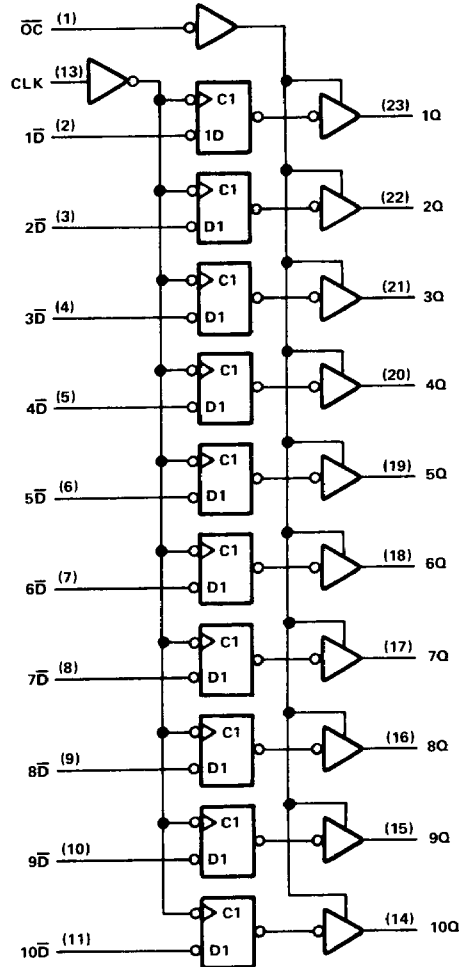 O̅C̅ (1)
CLK (13)
C1
(23)
1D̅ (2)
1D
1Q
C1
(22)
2D̅ (3)
D1
2Q
C1
(21)
3D̅ (4)
D1
3Q
C1
(20)
4D̅ (5)
D1
4Q
C1
(19)
5D̅ (6)
D1
5Q
C1
(18)
6D̅ (7)
D1
6Q
C1
(17)
7D̅ (8)
D1
7Q
C1
(16)
8D̅ (9)
D1
8Q
C1
(15)
9D̅ (10)
D1
9Q
C1
(14)
10D̅ (11)
D1
10Q